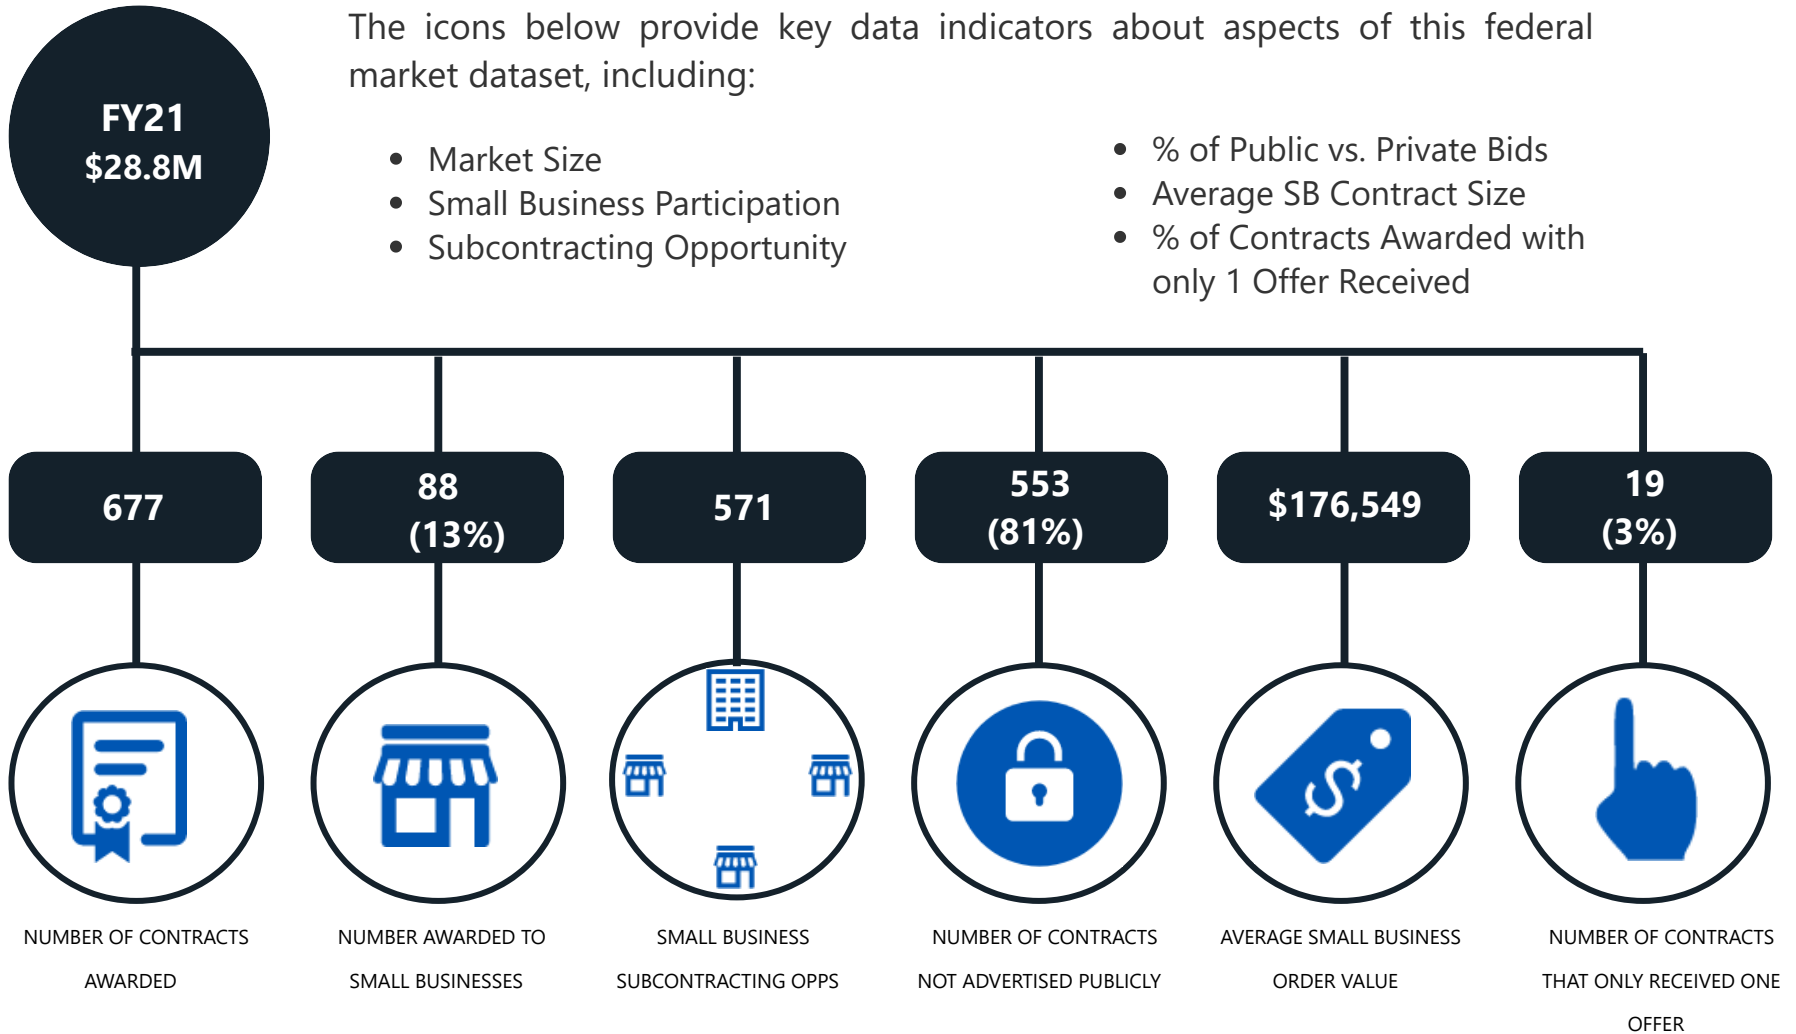 FY21
$28.8M
The icons below provide key data indicators about aspects of this federal
market dataset, including:
• Market Size
• Small Business Participation
• Subcontracting Opportunity
• % of Public vs. Private Bids
• Average SB Contract Size
• % of Contracts Awarded with
only 1 Offer Received
677
88
(13%)
571
553
(81%)
$176,549
19
(3%)
$
NUMBER OF CONTRACTS
AWARDED
NUMBER AWARDED TO
SMALL BUSINESSES
SMALL BUSINESS
SUBCONTRACTING OPPS
NUMBER OF CONTRACTS
NOT ADVERTISED PUBLICLY
AVERAGE SMALL BUSINESS
ORDER VALUE
NUMBER OF CONTRACTS
THAT ONLY RECEIVED ONE
OFFER